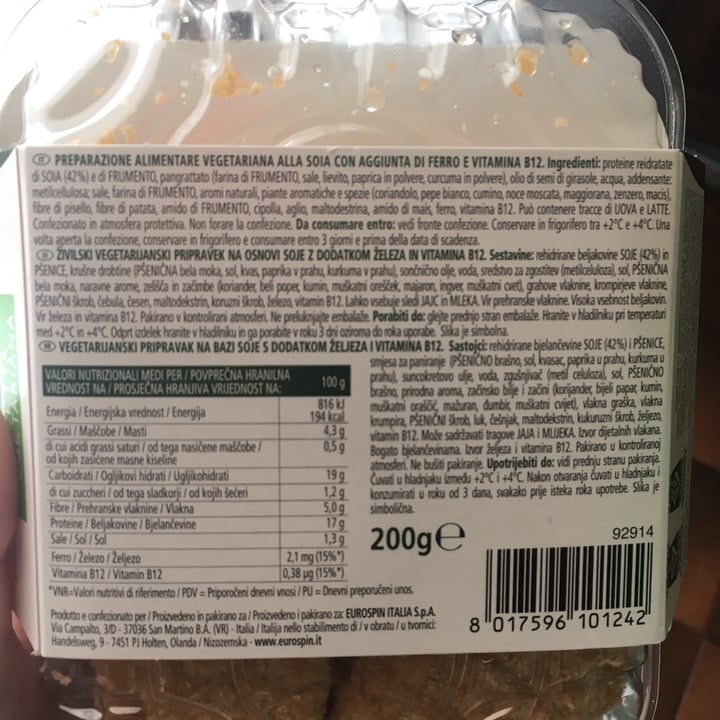 IT PREPARAZIONE ALIMENTARE VEGETARIANA ALLA SOIA CON AGGIUNTA DI FERRO E VITAMINA B12. Ingredienti: proteine reidratate
di SOIA (42%) e di FRUMENTO, pangrattato (farina di FRUMENTO, sale, lievito, paprica in polvere, curcuma in polvere), olio di semi di girasole, acqua, addensante:
metilcellulosa; sale, farina di FRUMENTO, aromi naturali, piante aromatiche e spezie (coriandolo, pepe bianco, cumino, noce moscata, maggiorana, zenzero, macis),
fibre di pisello, fibre di patata, amido di FRUMENTO, cipolla, aglio, maltodestrina, amido di mais, ferro, vitamina B12. Può contenere tracce di UOVA e LATTE.
Confezionato in atmosfera protettiva. Non forare la confezione. Da consumare entro: vedi fronte confezione. Conservare in frigorifero tra +2°C e +4°C. Una
volta aperta la confezione, conservare in frigorifero e consumare entro 3 giorni e prima della data di scadenza.
ŽIVILSKI VEGETARIJANSKI PRIPRAVEK NA OSNOVI SOJE Z DODATKOM ŽELEZA IN VITAMINA B12. Sestavine: rehidrirane beljakovine SOJE (42%) in
PŠENICE, krušne drobtine (PŠENIČNA bela moka, sol, kvas, paprika v prahu, kurkuma v prahu), sončnično olje, voda, sredstvo za zgostitev (metilceluloza), sol, PŠENIČNA
bela moka, naravne arome, zelišča in začimbe (koriander, beli poper, kumin, muškatni orešček, majaron, ingver, muškatni cvet), grahove vlaknine, krompirjeve vlaknine,
PŠENIČNI škrob, čebula, česen, maltodekstrin, koruzni škrob, železo, vitamin B12. Lahko vsebuje sledi JAJC in MLEKA. Vir prehranske vlaknine. Visoka vsebnost beljakovin.
Vir železa in vitamina B12. Pakirano v kontrolirani atmosferi. Ne preluknjajte embalaže. Porabiti do: glejte prednjo stran embalaže. Hranite v hladilniku pri temperaturi
med +2°C in +4°C. Odprt izdelek hranite v hladilniku in ga porabite v roku 3 dni oziroma do roka uporabe. Slika je simbolna.
VEGETARIJANSKI PRIPRAVAK NA BAZI SOJE S DODATKOM ŽELJEZA I VITAMINA B12. Sastojci: rehidrirane bjelančevine SOJE (42%) i PŠENICE,
smjesa za paniranje (PŠENIČNO brašno, sol, kvasac, paprika u prahu, kurkuma u
prahu), suncokretovo ulje, voda, zgušnjivač (metil celuloza), sol, PŠENIČNO
brašno, prirodna aroma, začinsko bilje i začini (korijander, bijeli papar, kumin,
muškatni oraščić, mažuran, đumbir, muškatni cvijet), vlakna graška, vlakna
krumpira, PŠENIČNI škrob, luk, češnjak, maltodekstrin, kukuruzni škrob, željezo,
vitamin B12. Može sadržavati tragove JAJA i MLIJEKA. Izvor dijetalnih vlakana.
Bogato bjelančevinama. Izvor željeza i vitamina B12. Pakirano u kontroliranoj
atmosferi. Ne bušiti pakiranje. Upotrijebiti do: vidi prednju stranu pakiranja.
Čuvati u hladnjaku između +2°C i +4°C. Nakon otvaranja čuvati u hladnjaku i
konzumirati u roku od 3 dana, svakako prije isteka roka upotrebe. Slika je
simbolična.
VALORI NUTRIZIONALI MEDI PER / POVPREČNA HRANILNA
VREDNOST NA / PROSJEČNA HRANJIVA VRIJEDNOST NA: 100 g
Energia / Energijska vrednost / Energija 816 kJ
194 kcal
Grassi / Maščobe / Masti 4,3 g
di cui acidi grassi saturi / od tega nasičene maščobe / 0,5 g
od kojih zasićene masne kiseline
Carboidrati / Ogljikovi hidrati / Ugljikohidrati 19 g
di cui zuccheri / od tega sladkorji / od kojih šećeri 1,2 g
Fibre / Prehranske vlaknine / Vlakna 5,0 g
Proteine / Beljakovine / Bjelančevine 17 g
Sale / Sol / Sol 1,3 g
Ferro / Železo / Željezo 2,1 mg (15%*)
Vitamina B12 / Vitamin B12 0,38 µg (15%*)
*VNR=Valori nutritivi di riferimento / PDV = Priporočeni dnevni vnosi / PU = Dnevni preporučeni unos.
Prodotto e confezionato per / Proizvedeno in pakirano za / Proizvedeno i pakirano za: EUROSPIN ITALIA S.p.A.
Via Campalto, 3/D - 37036 San Martino B.A. (VR) - Italia / Italija nello stabilimento di / v obratu / u tvornici:
Handelsweg, 9 - 7451 PJ Holten, Olanda / Nizozemska - www.eurospin.it
200g e
92914
8 017596 101242